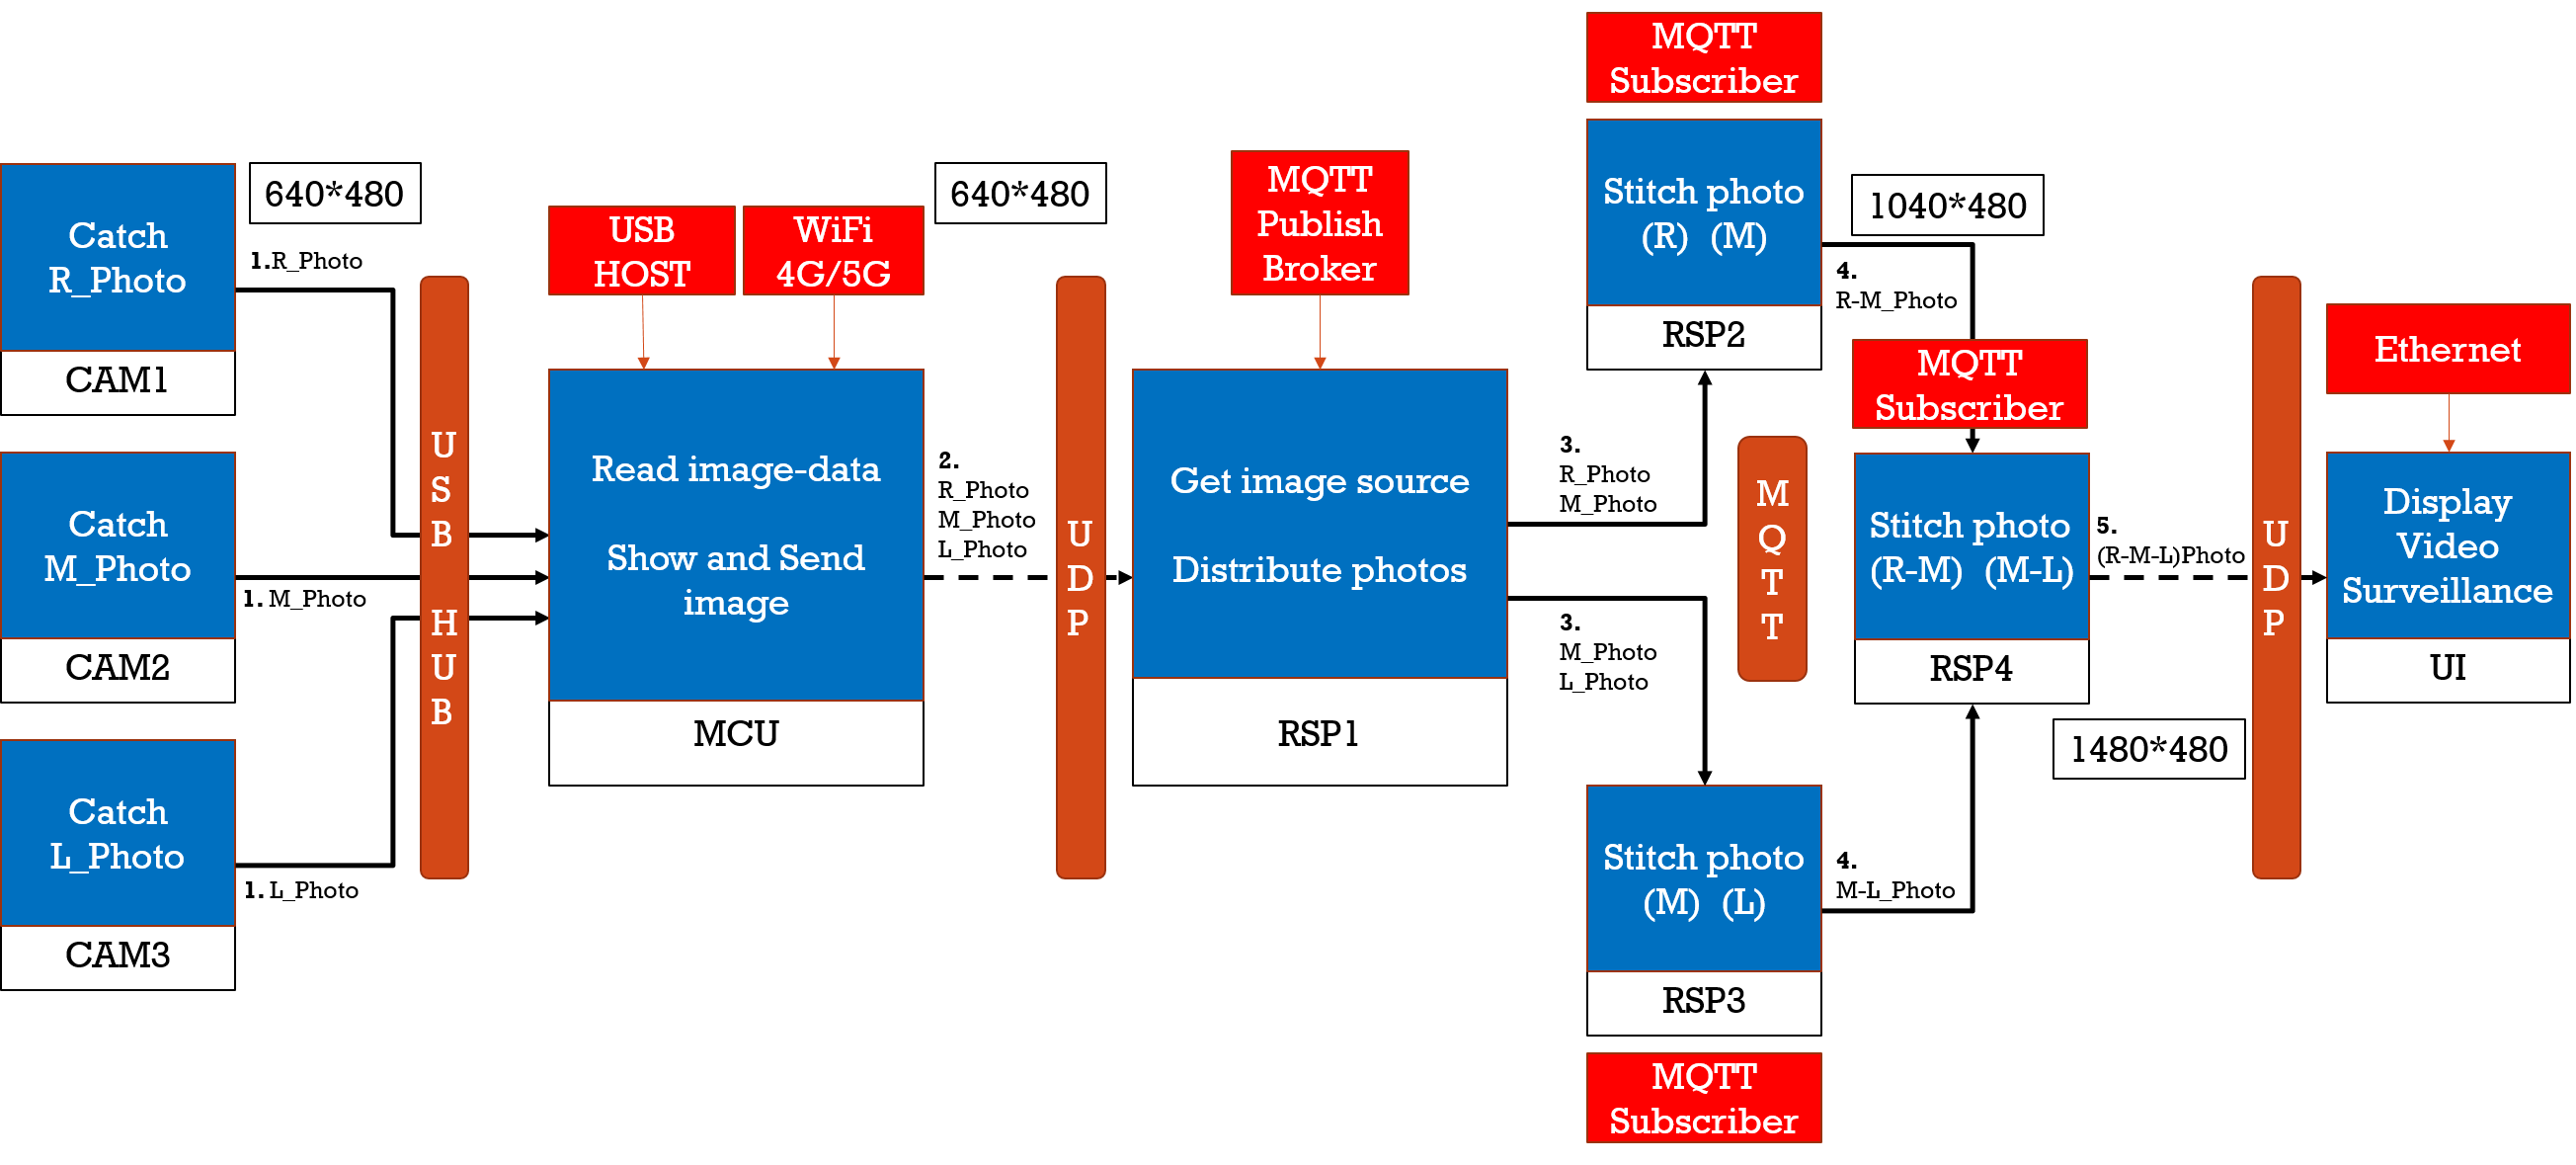 Catch
R_Photo
CAM1
640*480
1.R_Photo
Catch
M_Photo
CAM2
1. M_Photo
Catch
L_Photo
CAM3
1. L_Photo
U
S
B
H
U
B
USB
HOST
WiFi
4G/5G
Read image-data
Show and Send
image
MCU
640*480
2.
R_Photo
M_Photo
L_Photo
U
D
P
MQTT
Publish
Broker
Get image source
Distribute photos
RSP1
3.
R_Photo
M_Photo
3.
M_Photo
L_Photo
MQTT
Subscriber
Stitch photo
(R) (M)
RSP2
M
Q
T
T
Stitch photo
(M) (L)
RSP3
MQTT
Subscriber
1040*480
4.
R-M_Photo
MQTT
Subscriber
Stitch photo
(R-M) (M-L)
RSP4
4.
M-L_Photo
5.
(R-M-L)Photo
1480*480
U
D
P
Ethernet
Display
Video
Surveillance
UI